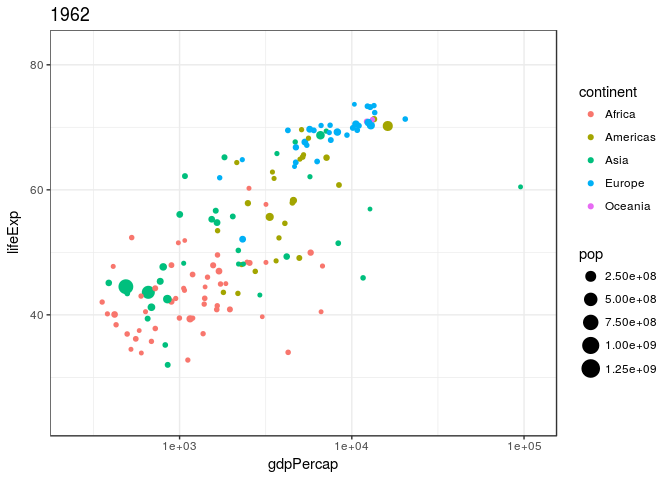 1962
80
60
40
lifeExp
1e+03
1e+04
1e+05
gdpPercap
continent
Africa
Americas
Asia
Europe
Oceania
pop
2.50e+08
5.00e+08
7.50e+08
1.00e+09
1.25e+09